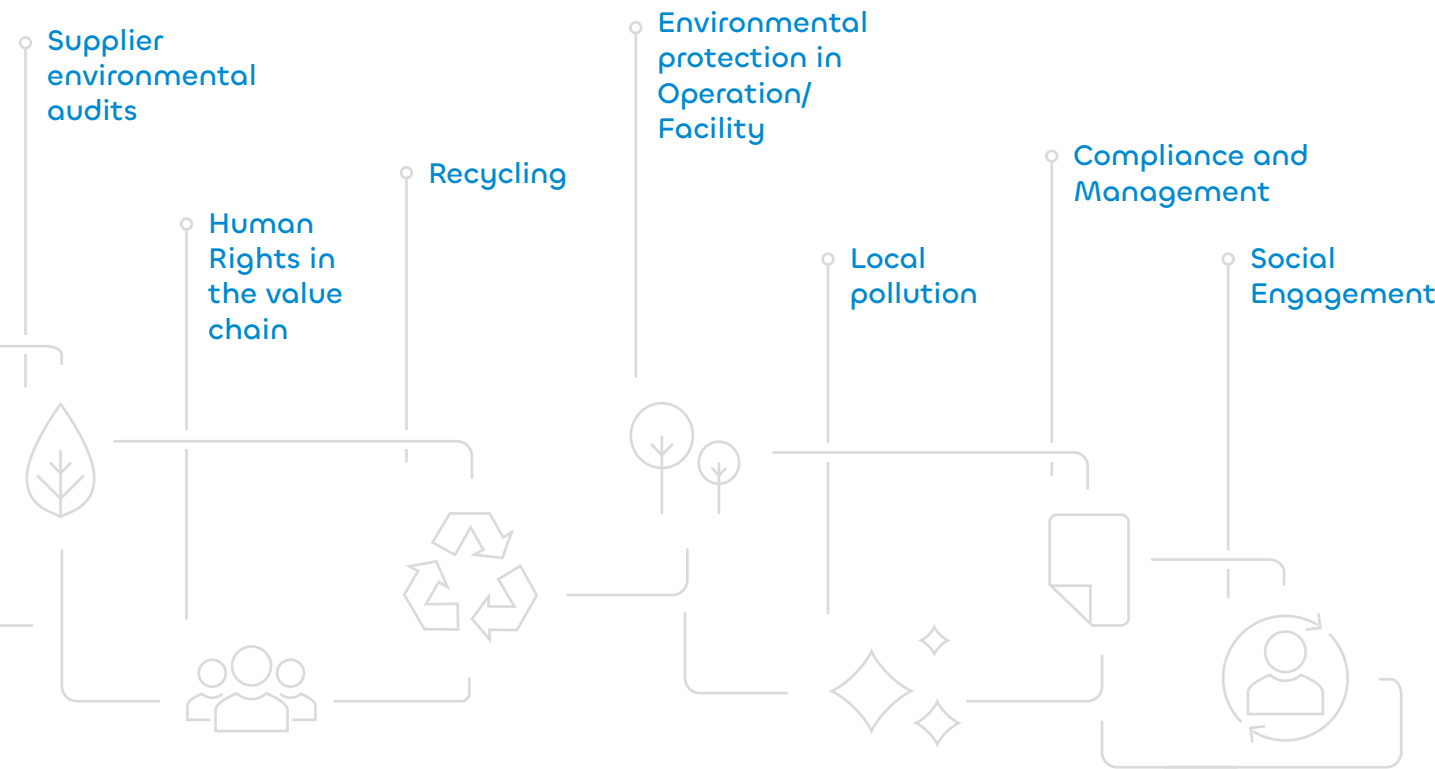 Supplier
environmental
audits
Human
Rights in
the value
chain
Recycling
Environmental
protection in
Operation/
Facility
Local
pollution
Compliance and
Management
Social
Engagement